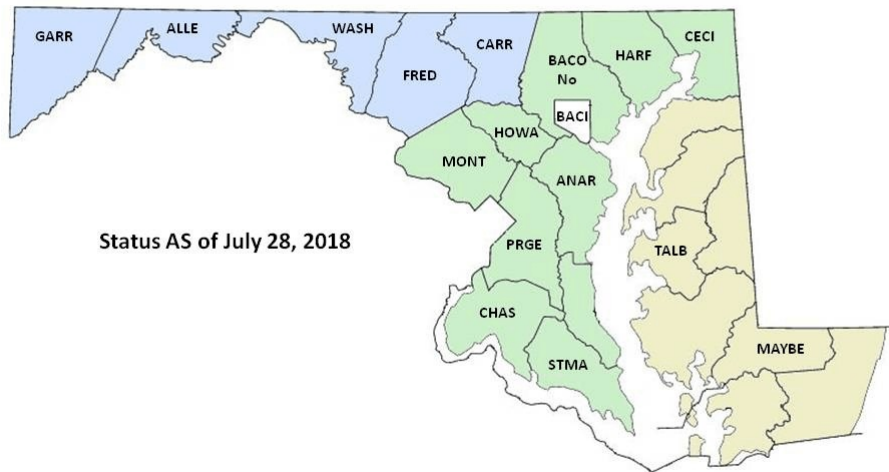 GARR
ALLE
WASH
FRED
CARR
BACO
No
HARF
CECI
BACI
HOWA
MONT
ANAR
Status AS of July 28, 2018
PRGE
TALB
CHAS
STMA
MAYBE